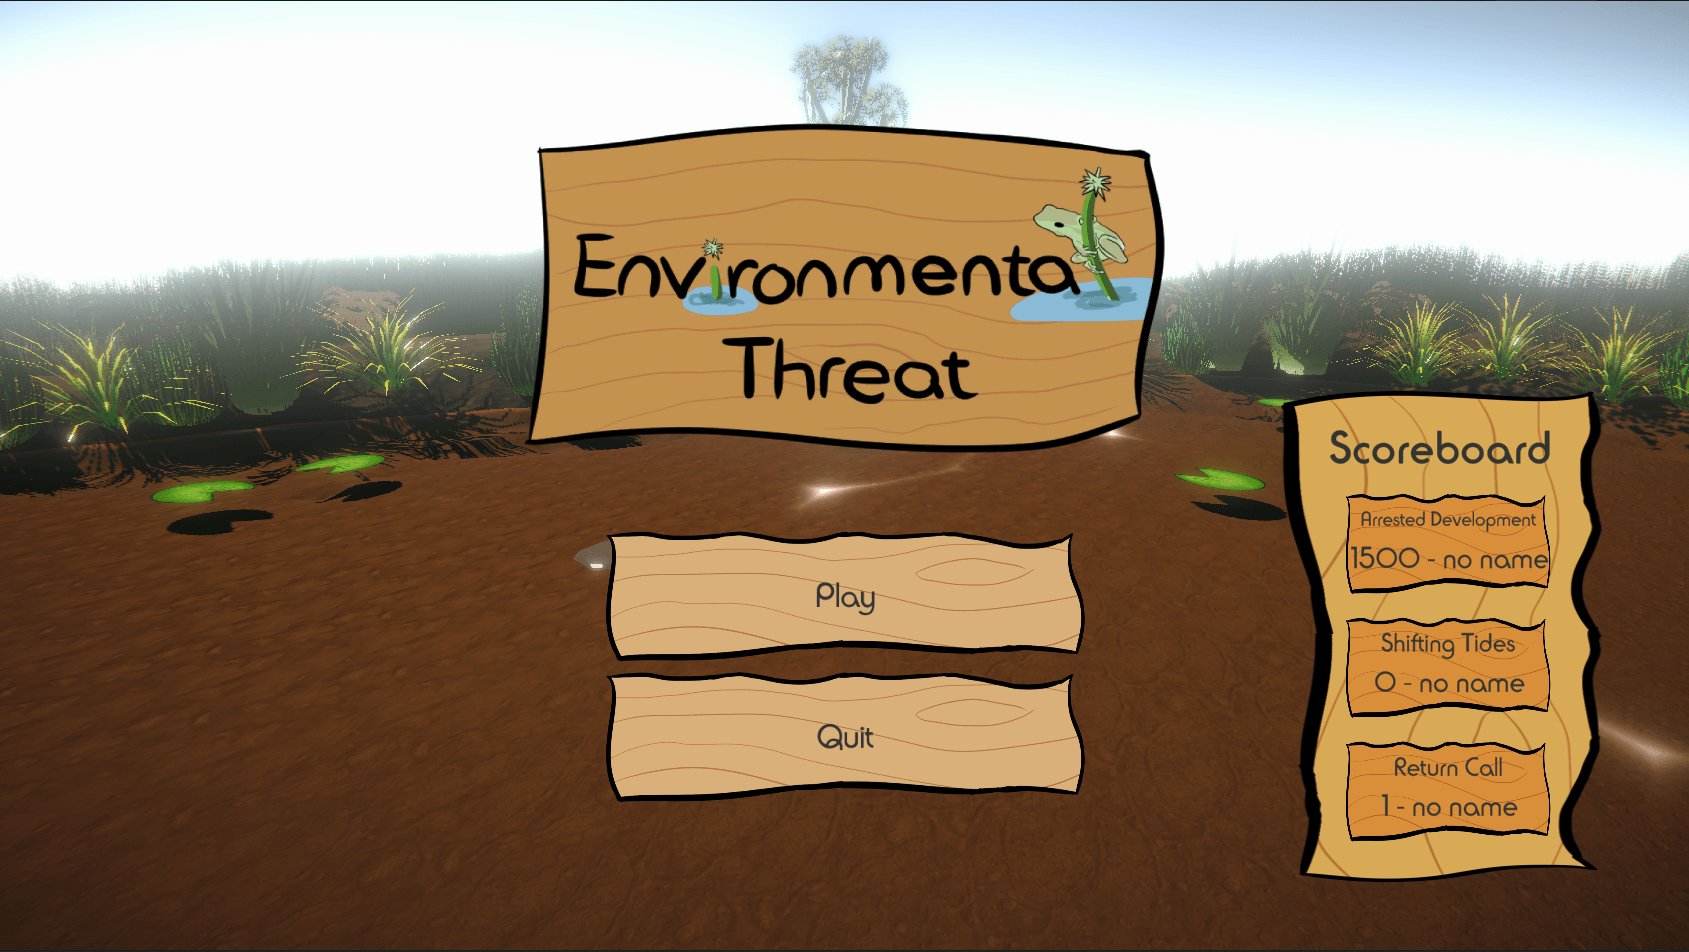 Environmental
Threat
Scoreboard
Arrested Development
1500 - no name
Play
Shifting Tides
0 - no name
Quit
Return Call
1 - no name